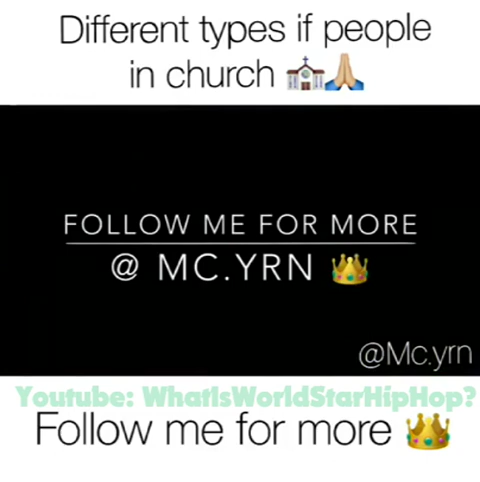 Different types if people
in church ⛪🙏🏼
FOLLOW ME FOR MORE
@ MC.YRN 👑
@Mc.yrn
Youtube: WhatIsWorldStarHipHop?
Follow me for more 👑